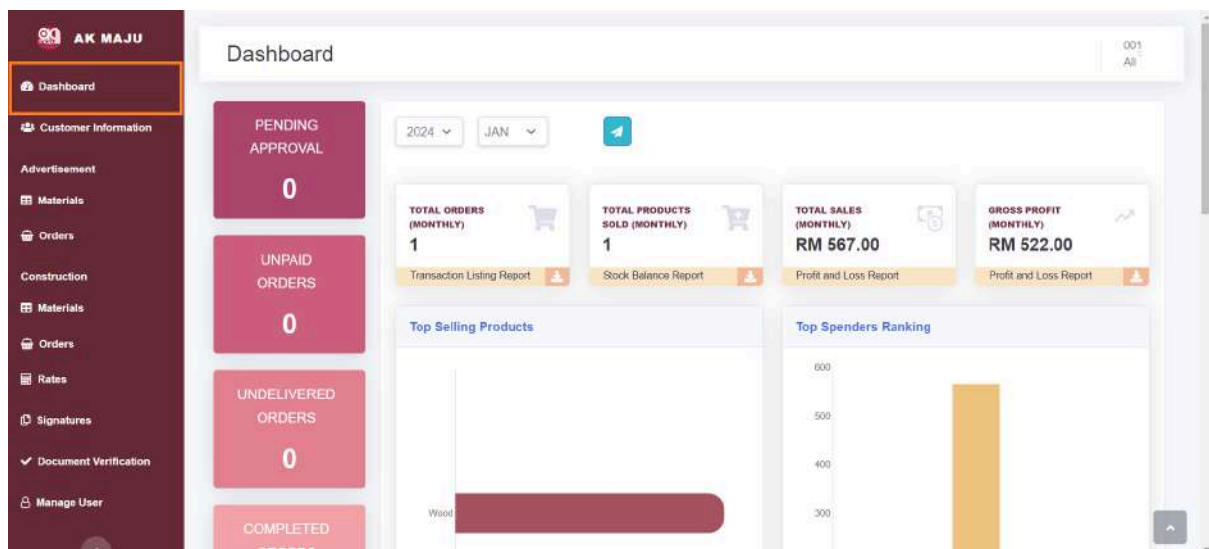 AK MAJU
Dashboard
Customer Information
Advertisement
Materials
Orders
Construction
Materials
Orders
Rates
Signatures
Document Verification
Manage User
Dashboard
001
All
PENDING
APPROVAL
0
UNPAID
ORDERS
0
UNDELIVERED
ORDERS
0
COMPLETED
2024
JAN
TOTAL ORDERS
(MONTHLY)
1
Transaction Listing Report
TOTAL PRODUCTS
SOLD (MONTHLY)
1
Stock Balance Report
TOTAL SALES
(MONTHLY)
RM 567.00
Profit and Loss Report
GROSS PROFIT
(MONTHLY)
RM 522.00
Profit and Loss Report
Top Selling Products
Wood
Top Spenders Ranking
600
500
400
300